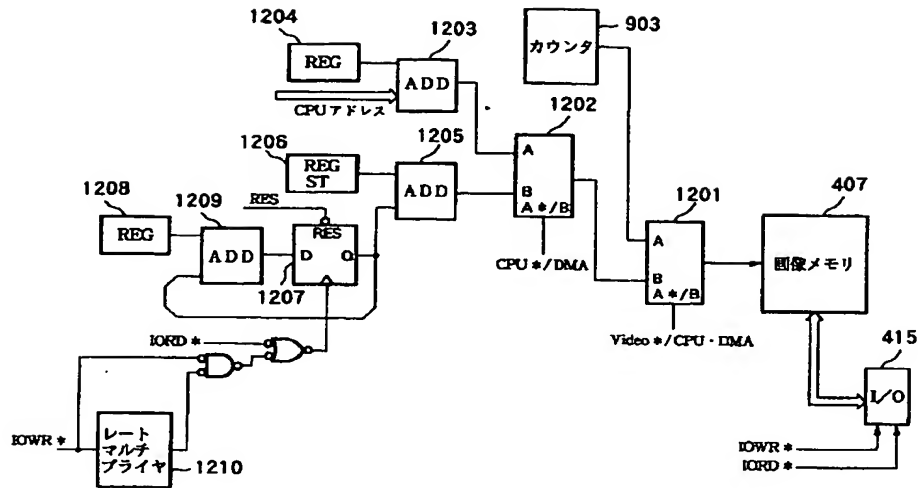 1204
1203
903
REG
ADD
カウンタ
CPUアドレス
1202
1206
1205
A
REG
ST
ADD
B
A*/B
1201
407
1208
1209
RES
REG
ADD
RES
D
Q
1207
CPU*/DMA
A
B
A*/B
画像メモリ
IORD*
Video*/CPU・DMA
415
I/O
IOWR*
レート
マルチ
プライヤ
1210
IOWR*
IORD*